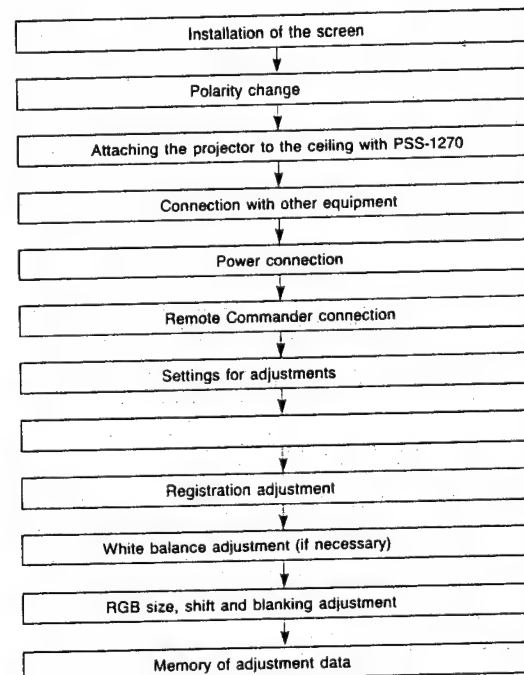 Installation of the screen
Polarity change
Attaching the projector to the ceiling with PSS-1270
Connection with other equipment
Power connection
Remote Commander connection
Settings for adjustments
Registration adjustment
White balance adjustment (if necessary)
RGB size, shift and blanking adjustment
Memory of adjustment data